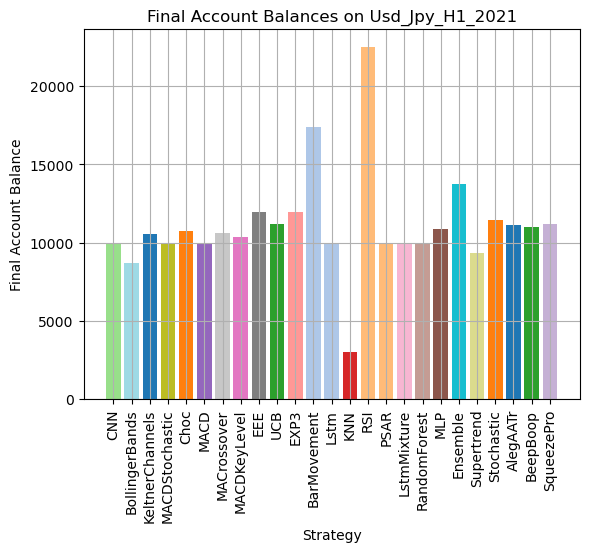 Final Account Balances on Usd_Jpy_H1_2021
Final Account Balance
20000
15000
10000
5000
0
CNN
BollingerBands
KeltnerChannels
MACDStochastic
Choc
MACD
MACrossover
MACDKeyLevel
EEE
UCB
EXP3
BarMovement
Lstm
KNN
RSI
PSAR
LstmMixture
RandomForest
MLP
Ensemble
Supertrend
Stochastic
AlegAATr
BeepBoop
SqueezePro
Strategy